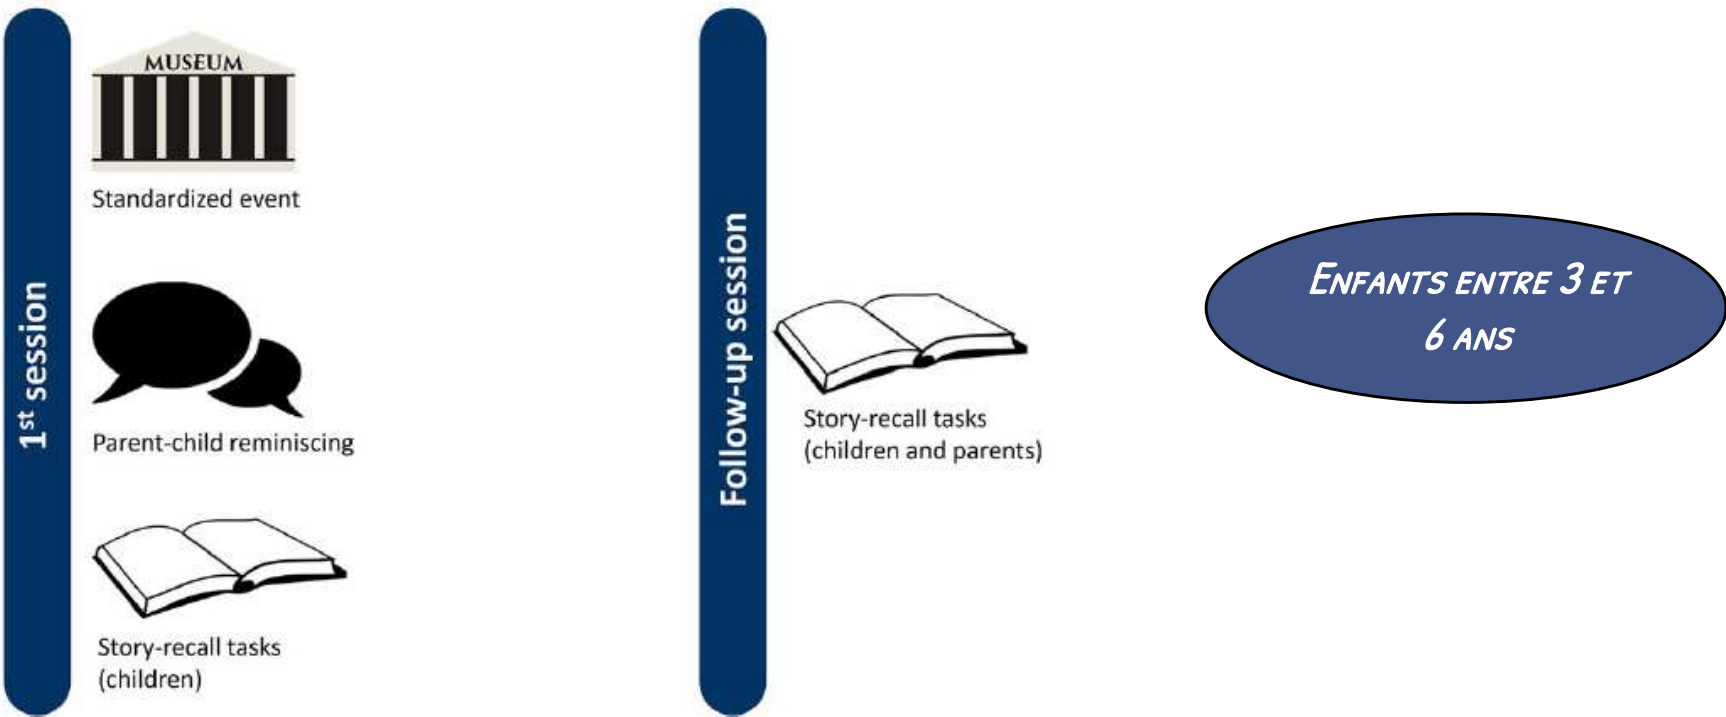 1st session
MUSEUM
Standardized event
Parent-child reminiscing
Story-recall tasks
(children)
Follow-up session
Story-recall tasks
(children and parents)
ENFANTS ENTRE 3 ET
6 ANS